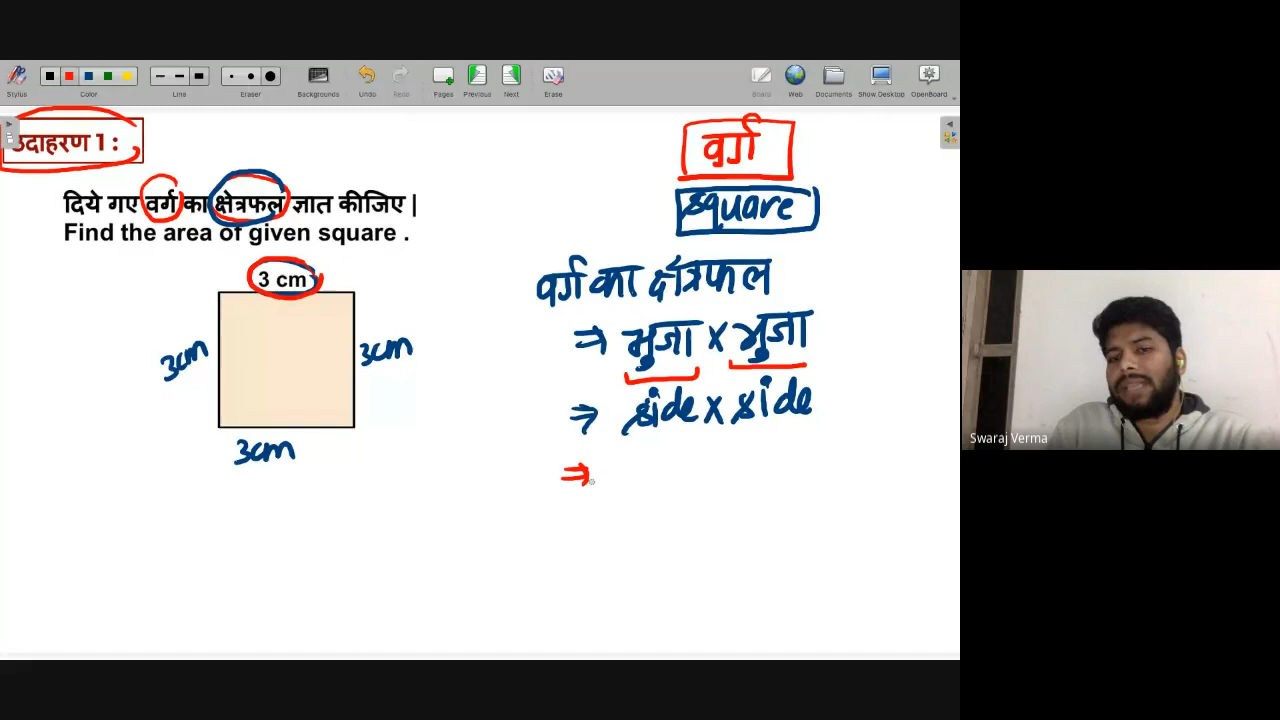 Stylus Color Line Eraser Backgrounds Undo Redo Pages Previous Next Erase Board Web Documents Show Desktop OpenBoard
उदाहरण 1 :
दिये गए वर्ग का क्षेत्रफल ज्ञात कीजिए |
Find the area of given square .
3 cm
3cm
3cm
3cm
वर्ग
square
वर्ग का क्षेत्रफल
⇒ भुजा × भुजा
⇒ side × side
⇒
Swaraj Verma